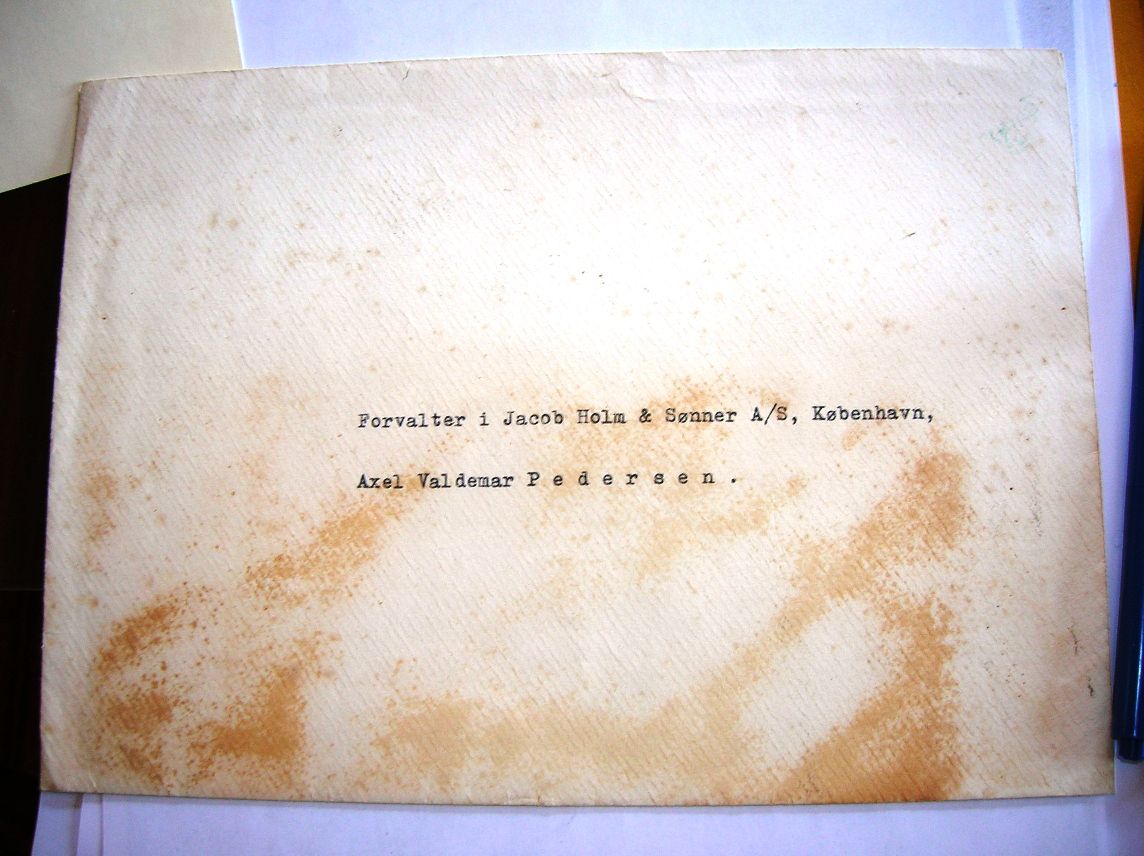 Forvalter i Jacob Holm & Sønner A/S, København,
Axel Valdemar P e d e r s e n .